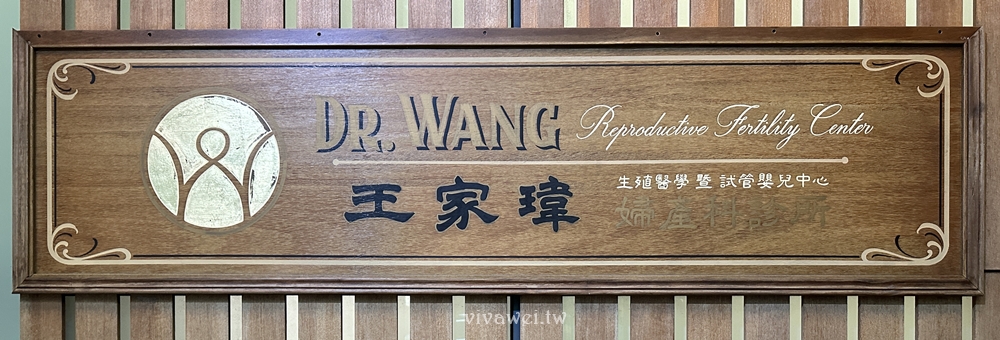 DR. WANG Reproductive Fertility Center
王家瑋 生殖醫學暨 試管嬰兒中心
婦產科診所
vivawei.tw